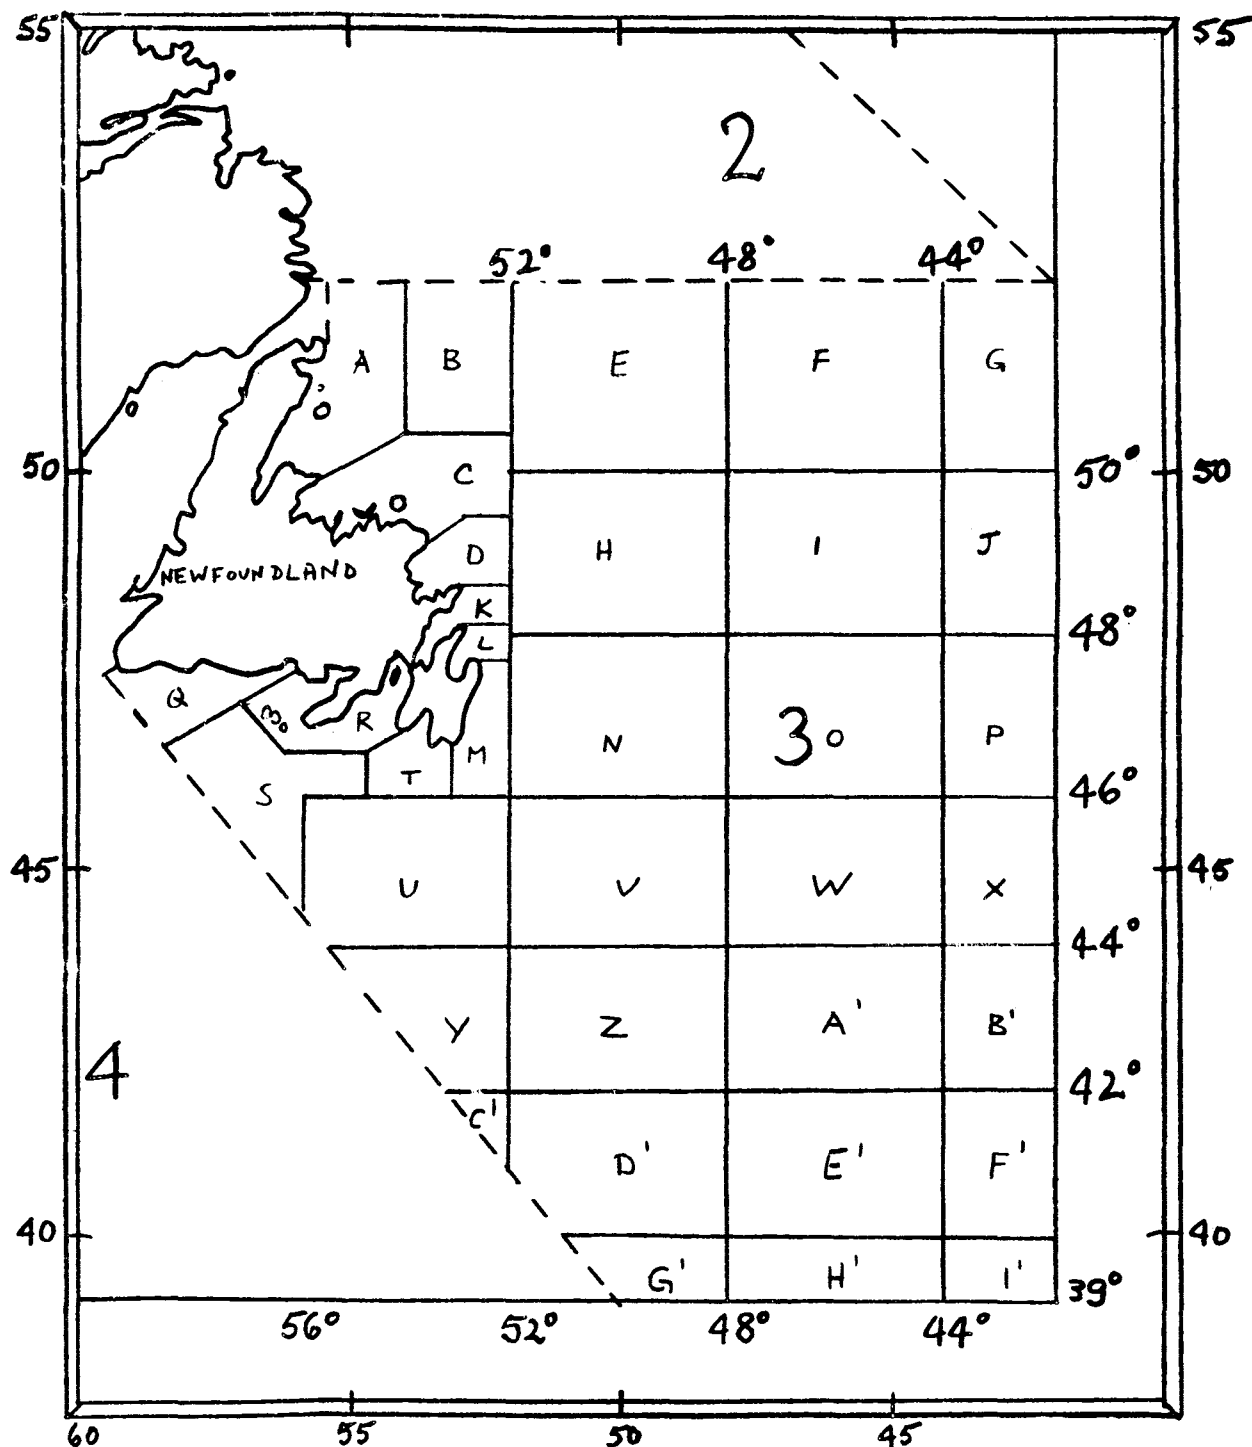 55 55
2
52° 48° 44°
A B E F G
50 C 50° 50
D H I J
NEWFOUNDLAND
K 48°
L
Q
R 3 O P
N
M
T
S 46°
45 U V W X 45
44°
Y Z A' B'
4 42°
C'
D' E' F'
40 40
G' H' I' 39°
56° 52° 48° 44°
60 55 50 45